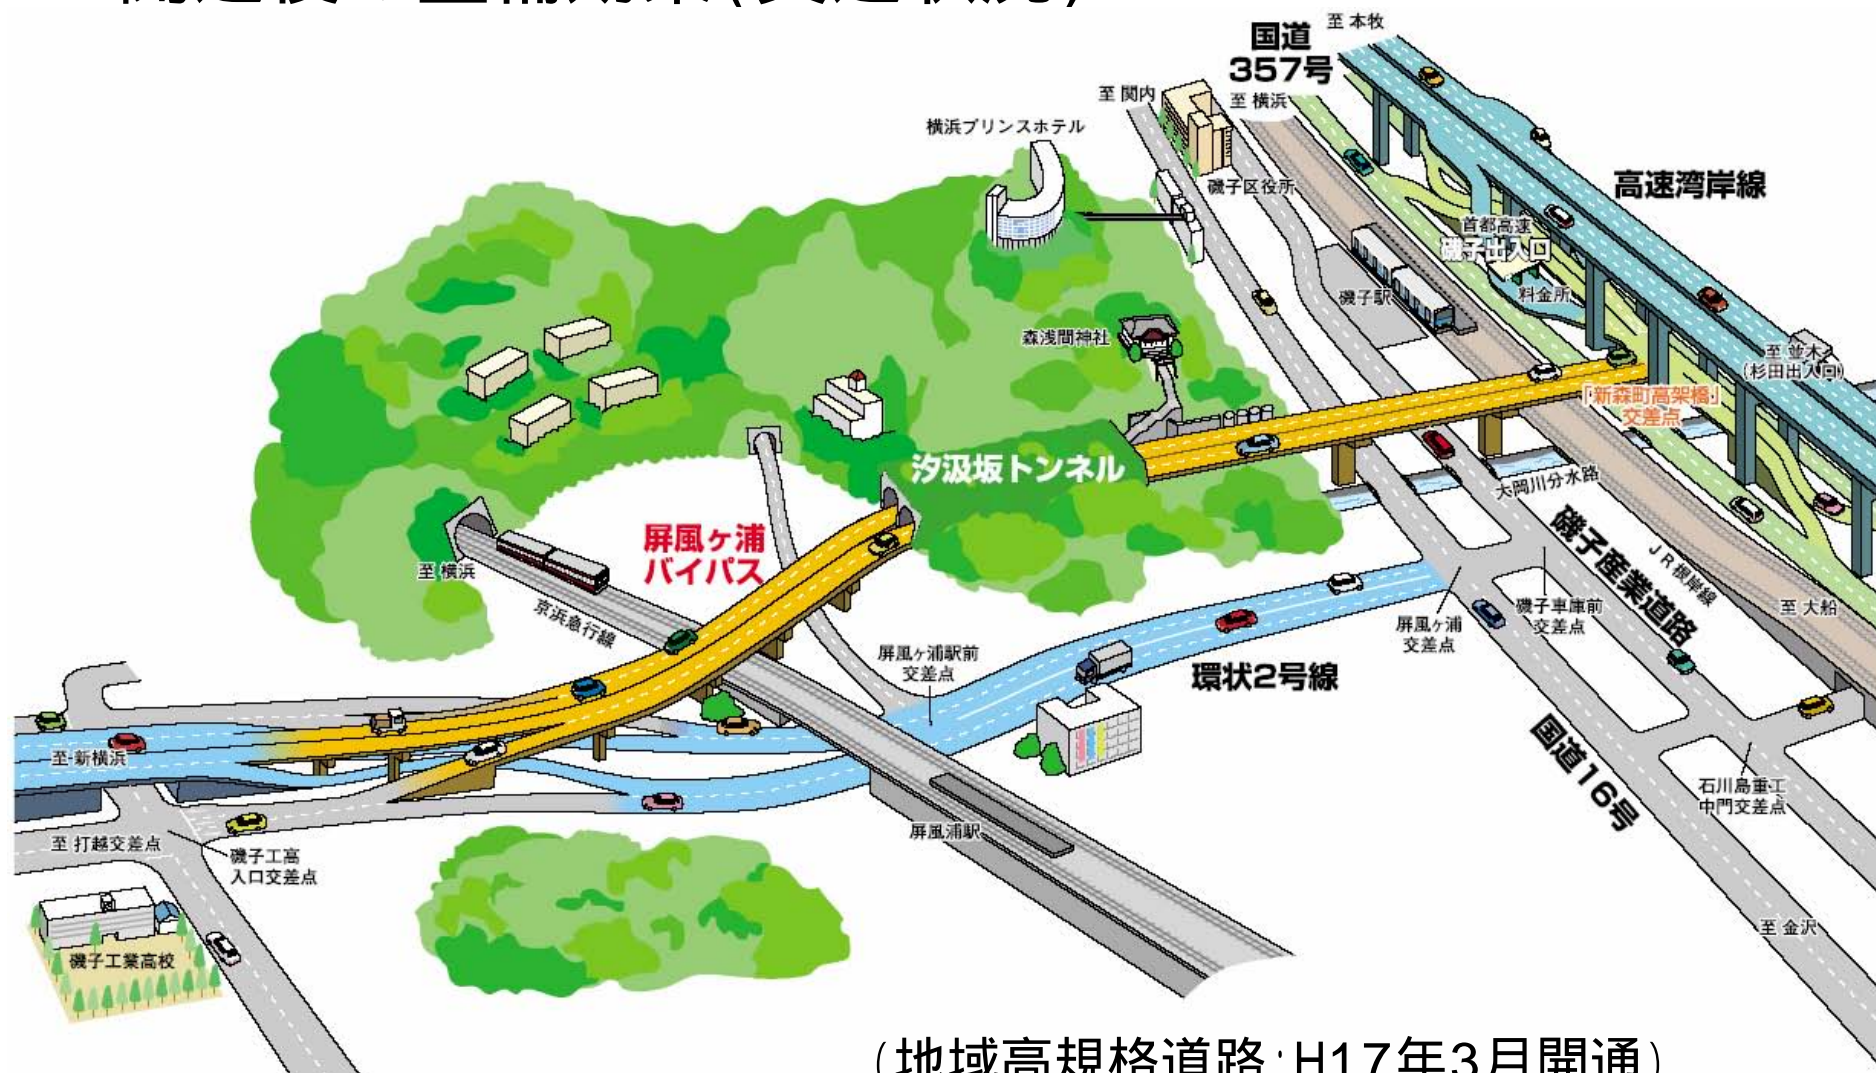 至 本牧
国道
357号
至 関内
至 横浜
横浜プリンスホテル
磯子区役所
高速湾岸線
首都高速
磯子出入口
料金所
磯子駅
森浅間神社
至 並木
(杉田出入口)
「新森町高架橋」
交差点
汐汲坂トンネル
大岡川分水路
屏風ヶ浦
バイパス
至 横浜
京浜急行線
磯子産業道路
JR根岸線
至 大船
磯子車庫前
交差点
屏風ヶ浦
交差点
屏風ヶ浦駅前
交差点
環状2号線
国道16号
至 新横浜
石川島重工
中門交差点
屏風浦駅
至 打越交差点
磯子工高
入口交差点
至 金沢
磯子工業高校
(地域高規格道路・H17年3月開通)